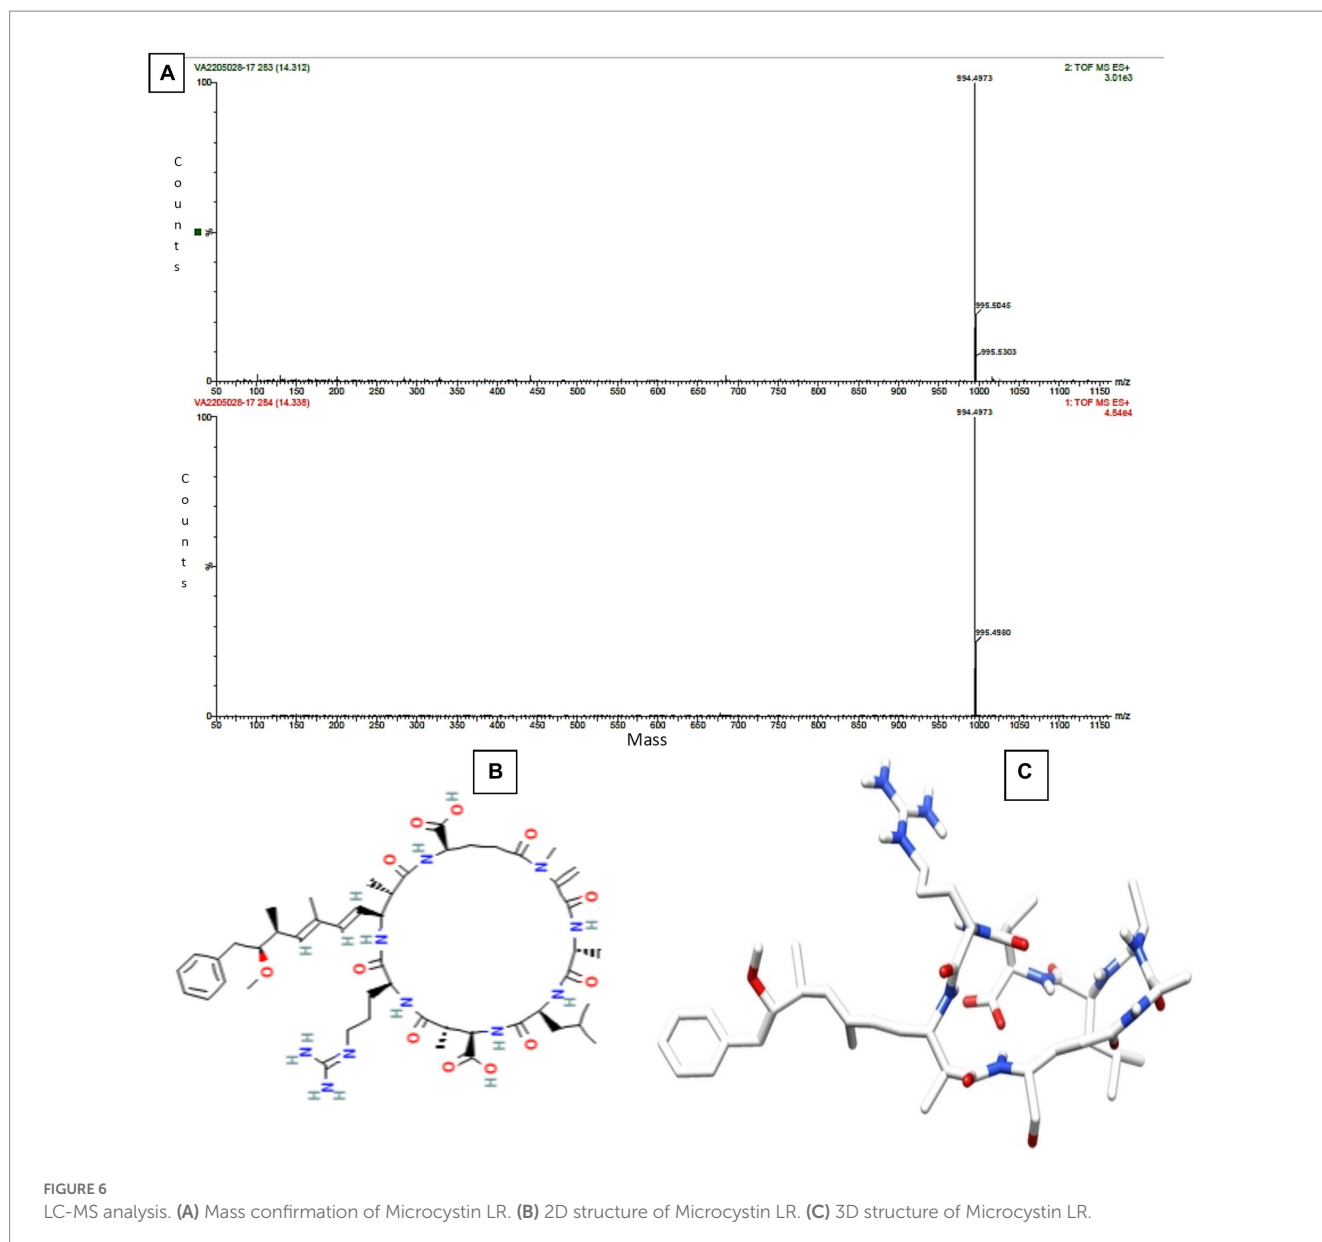 A
VA2205028-17 263 (14.312)
2: TOF MS ES+
3.01e3
994.4973
100
Counts
%
995.5045
995.5303
0
50 100 150 200 250 300 350 400 450 500 550 600 650 700 750 800 850 900 950 1000 1050 1100 1150 m/z
VA2205028-17 264 (14.338)
1: TOF MS ES+
4.84e4
994.4973
100
Counts
%
995.4980
0
50 100 150 200 250 300 350 400 450 500 550 600 650 700 750 800 850 900 950 1000 1050 1100 1150 m/z
Mass
B
C
FIGURE 6
LC-MS analysis. (A) Mass confirmation of Microcystin LR. (B) 2D structure of Microcystin LR. (C) 3D structure of Microcystin LR.